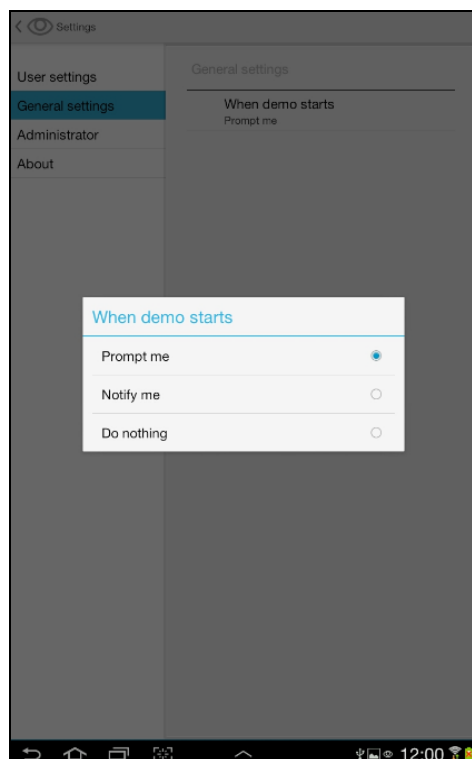 Settings
User settings
General settings
Administrator
About
General settings
When demo starts
Prompt me
When demo starts
Prompt me
Notify me
Do nothing
12:00